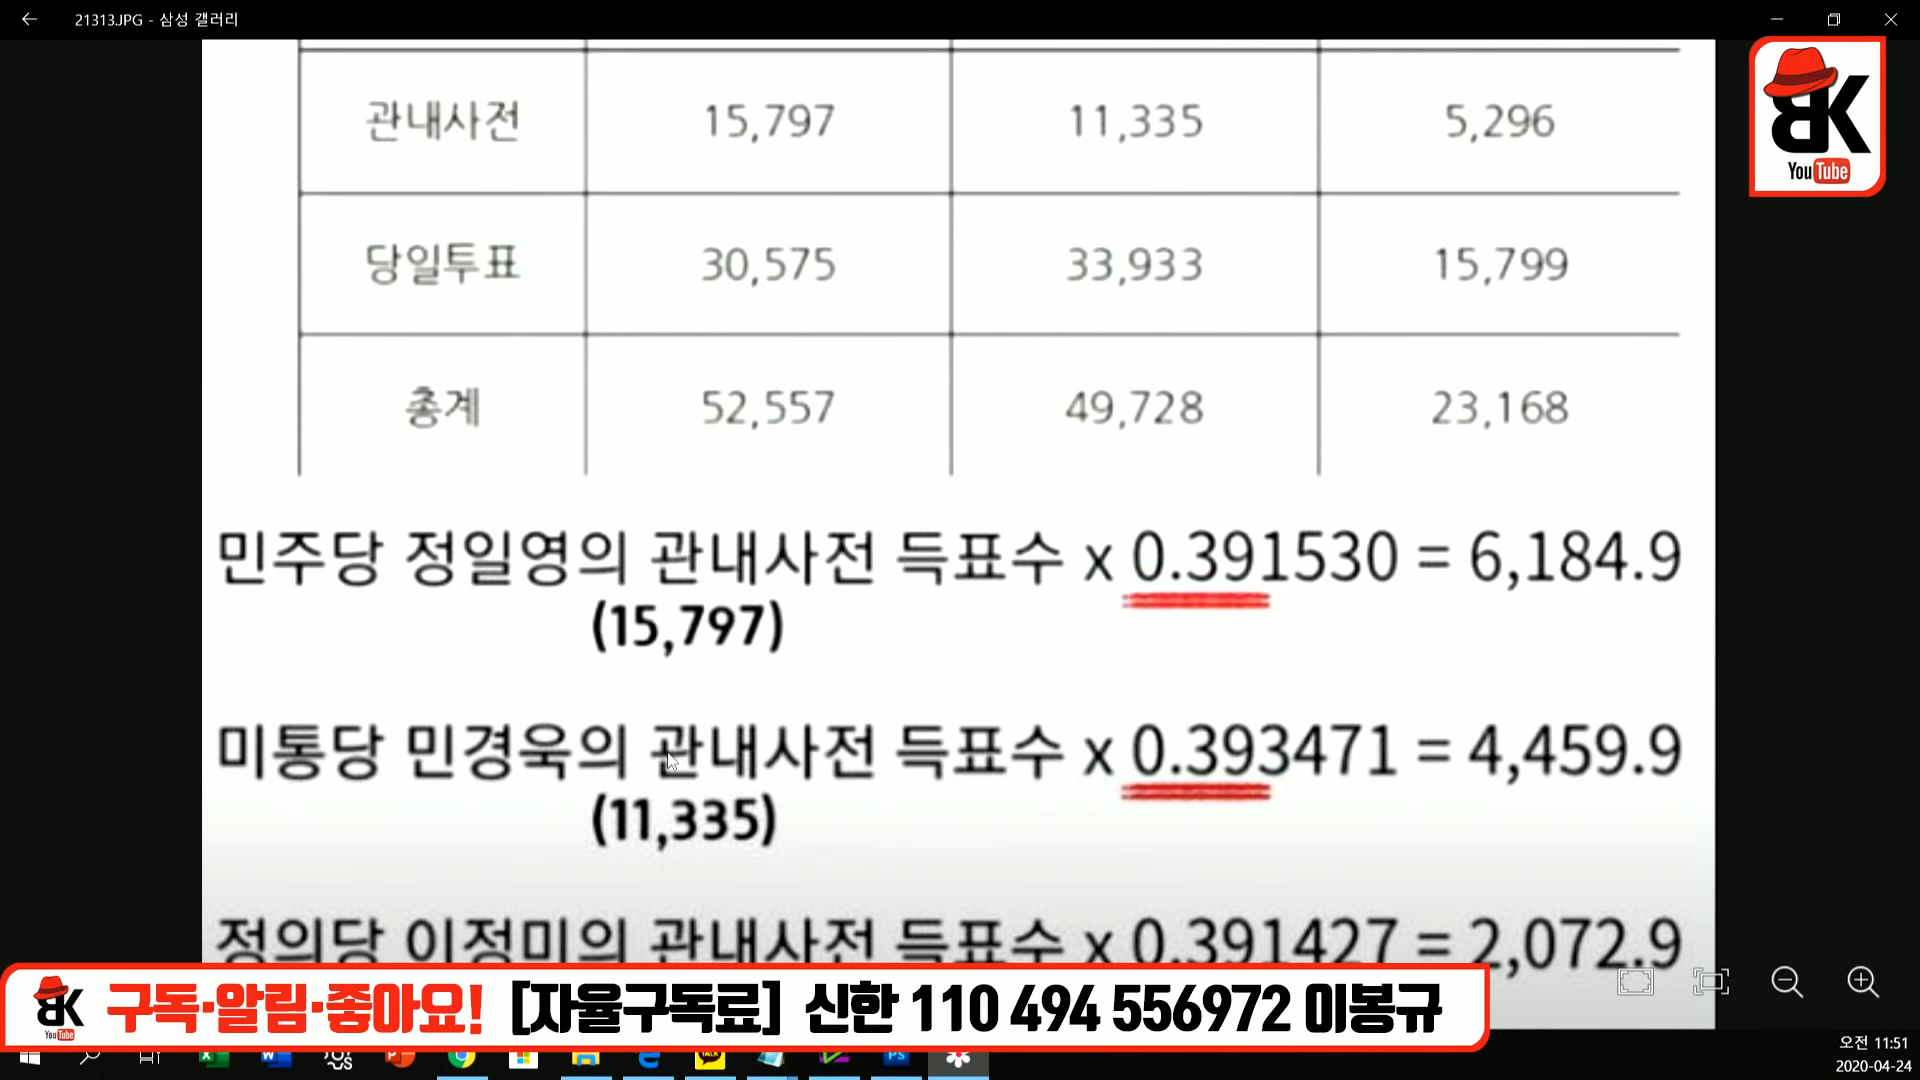 21313.JPG - 삼성 갤러리
BK
YouTube
관내사전 15,797 11,335 5,296
당일투표 30,575 33,933 15,799
총계 52,557 49,728 23,168
민주당 정일영의 관내사전 득표수 x 0.391530 = 6,184.9
(15,797)
미통당 민경욱의 관내사전 득표수 x 0.393471 = 4,459.9
(11,335)
정의당 이정미의 관내사전 득표수 x 0.391427 = 2,072.9
BK YouTube 구독·알림·좋아요! [자율구독료] 신한 110 494 556972 이봉규
오전 11:51
2020-04-24